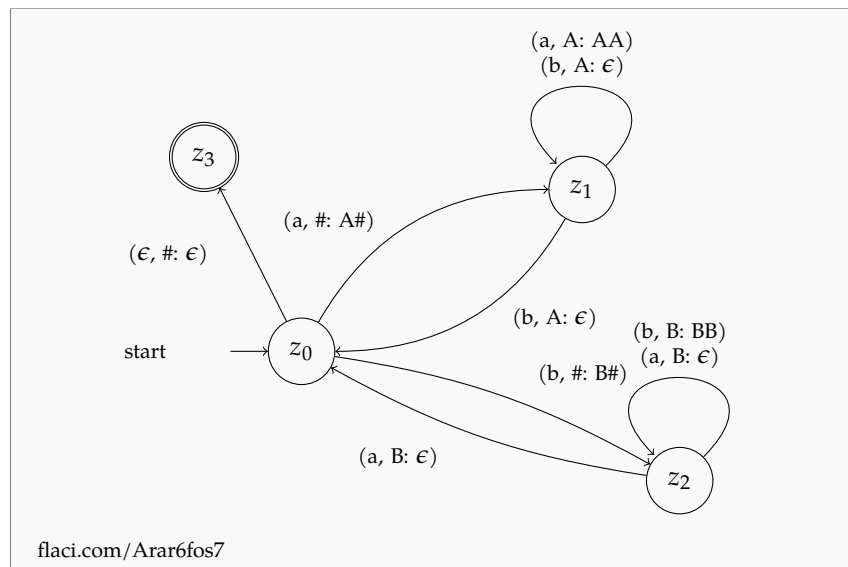 (a, A: AA)
(b, A: ϵ)
z₃
z₁
(a, #: A#)
(ϵ, #: ϵ)
(b, A: ϵ)
(b, B: BB)
(a, B: ϵ)
start
z₀
(b, #: B#)
(a, B: ϵ)
z₂
flaci.com/Arar6fos7